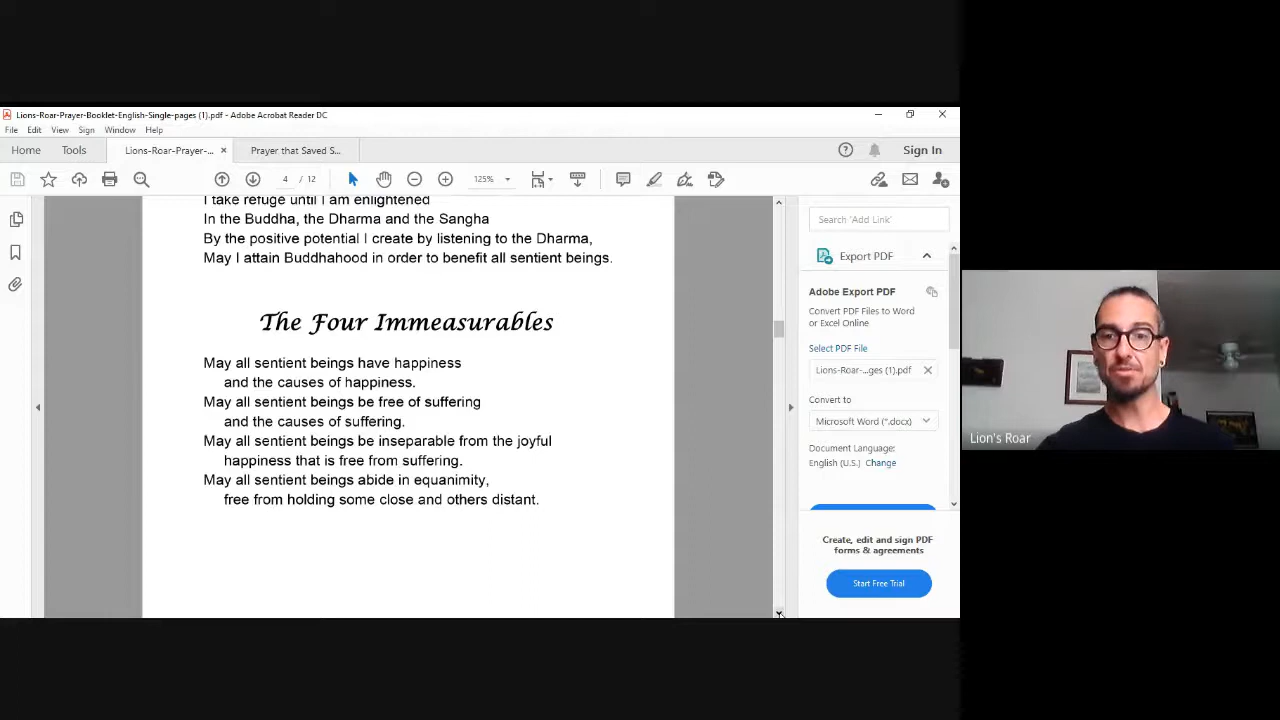 Lions-Roar-Prayer-Booklet-English-Single-pages (1).pdf - Adobe Acrobat Reader DC
File Edit View Sign Window Help
Home Tools Lions-Roar-Prayer-... × Prayer that Saved S... Sign In
4 / 12 125%
I take refuge until I am enlightened
In the Buddha, the Dharma and the Sangha
By the positive potential I create by listening to the Dharma,
May I attain Buddhahood in order to benefit all sentient beings.
The Four Immeasurables
May all sentient beings have happiness
and the causes of happiness.
May all sentient beings be free of suffering
and the causes of suffering.
May all sentient beings be inseparable from the joyful
happiness that is free from suffering.
May all sentient beings abide in equanimity,
free from holding some close and others distant.
Search 'Add Link'
Export PDF
Adobe Export PDF
Convert PDF Files to Word
or Excel Online
Select PDF File
Lions-Roar-...ges (1).pdf
Convert to
Microsoft Word (*.docx)
Document Language:
English (U.S.) Change
Create, edit and sign PDF
forms & agreements
Start Free Trial
Lion's Roar